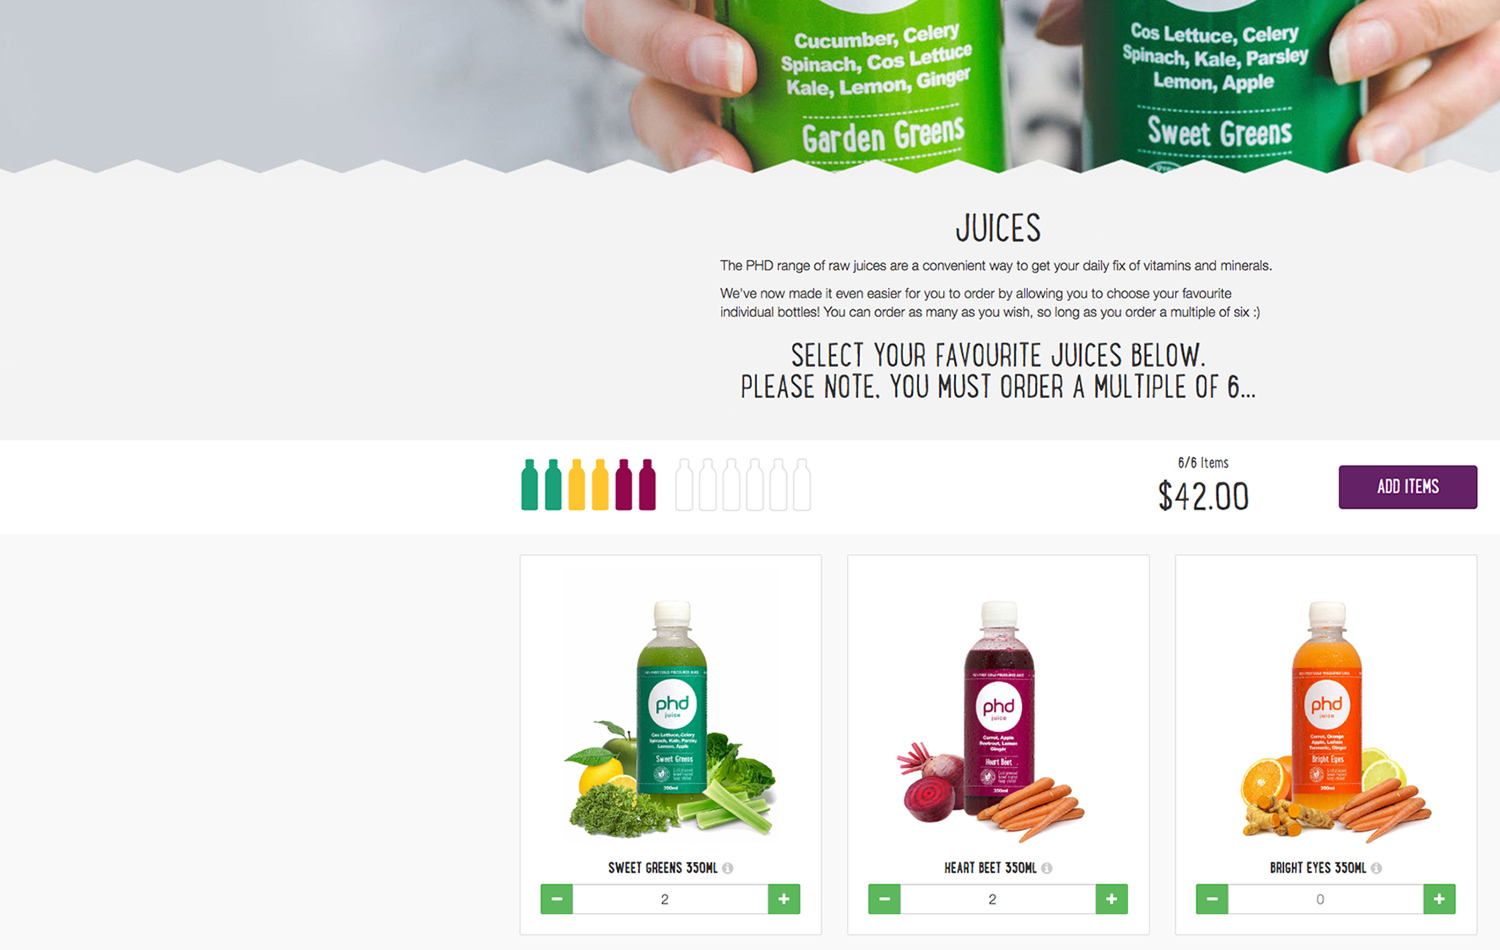 Cucumber, Celery
Spinach, Cos Lettuce
Kale, Lemon, Ginger
Garden Greens
Cos Lettuce, Celery
Spinach, Kale, Parsley
Lemon, Apple
Sweet Greens
JUICES
The PHD range of raw juices are a convenient way to get your daily fix of vitamins and minerals.
We've now made it even easier for you to order by allowing you to choose your favourite
individual bottles! You can order as many as you wish, so long as you order a multiple of six :)
SELECT YOUR FAVOURITE JUICES BELOW.
PLEASE NOTE, YOU MUST ORDER A MULTIPLE OF 6...
6/6 Items
$42.00
ADD ITEMS
phd
juice
Cos Lettuce, Celery
Spinach, Kale, Parsley
Lemon, Apple
Sweet Greens
350ml
phd
juice
Carrot, Apple
Beetroot, Lemon
Ginger
Heart Beet
350ml
phd
juice
Carrot, Orange
Apple, Lemon
Turmeric, Ginger
Bright Eyes
350ml
SWEET GREENS 350ML
HEART BEET 350ML
BRIGHT EYES 350ML
− 2 +
− 2 +
− 0 +